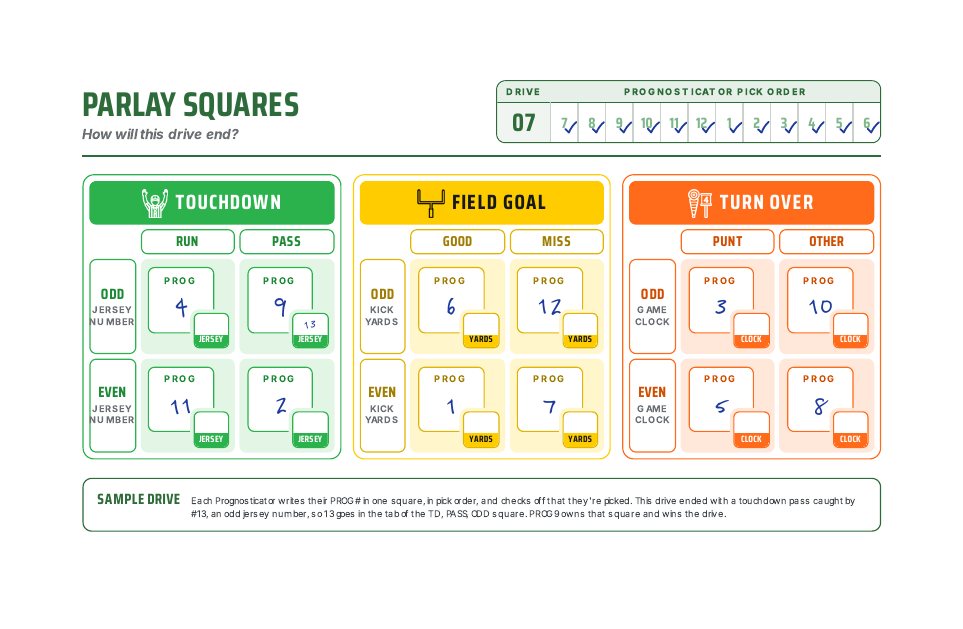 PARLAY SQUARES
How will this drive end?
DRIVE PROGNOSTICATOR PICK ORDER
07 7 8 9 10 11 12 1 2 3 4 5 6
TOUCHDOWN
RUN PASS
ODD
JERSEY
NUMBER
PROG
4
JERSEY
PROG
9
13
JERSEY
EVEN
JERSEY
NUMBER
PROG
11
JERSEY
PROG
2
JERSEY
FIELD GOAL
GOOD MISS
ODD
KICK
YARDS
PROG
6
YARDS
PROG
12
YARDS
EVEN
KICK
YARDS
PROG
1
YARDS
PROG
7
YARDS
4
TURN OVER
PUNT OTHER
ODD
GAME
CLOCK
PROG
3
CLOCK
PROG
10
CLOCK
EVEN
GAME
CLOCK
PROG
5
CLOCK
PROG
8
CLOCK
SAMPLE DRIVE
Each Prognosticator writes their PROG # in one square, in pick order, and checks off that they're picked. This drive ended with a touchdown pass caught by
#13, an odd jersey number, so 13 goes in the tab of the TD, PASS, ODD square. PROG 9 owns that square and wins the drive.